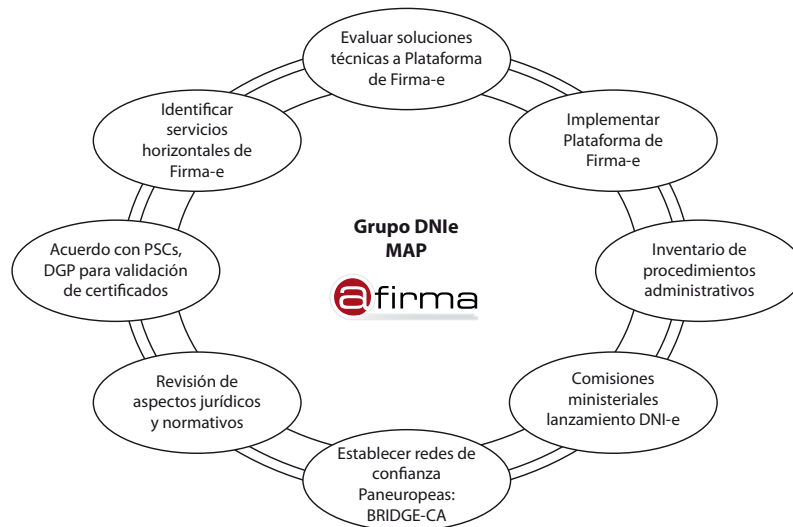 Evaluar soluciones
técnicas a Plataforma
de Firma-e
Identificar
servicios
horizontales de
Firma-e
Implementar
Plataforma de
Firma-e
Grupo DNIe
MAP
afirma
Acuerdo con PSCs,
DGP para validación
de certificados
Inventario de
procedimientos
administrativos
Revisión de
aspectos jurídicos
y normativos
Comisiones
ministeriales
lanzamiento DNI-e
Establecer redes de
confianza
Paneuropeas:
BRIDGE-CA